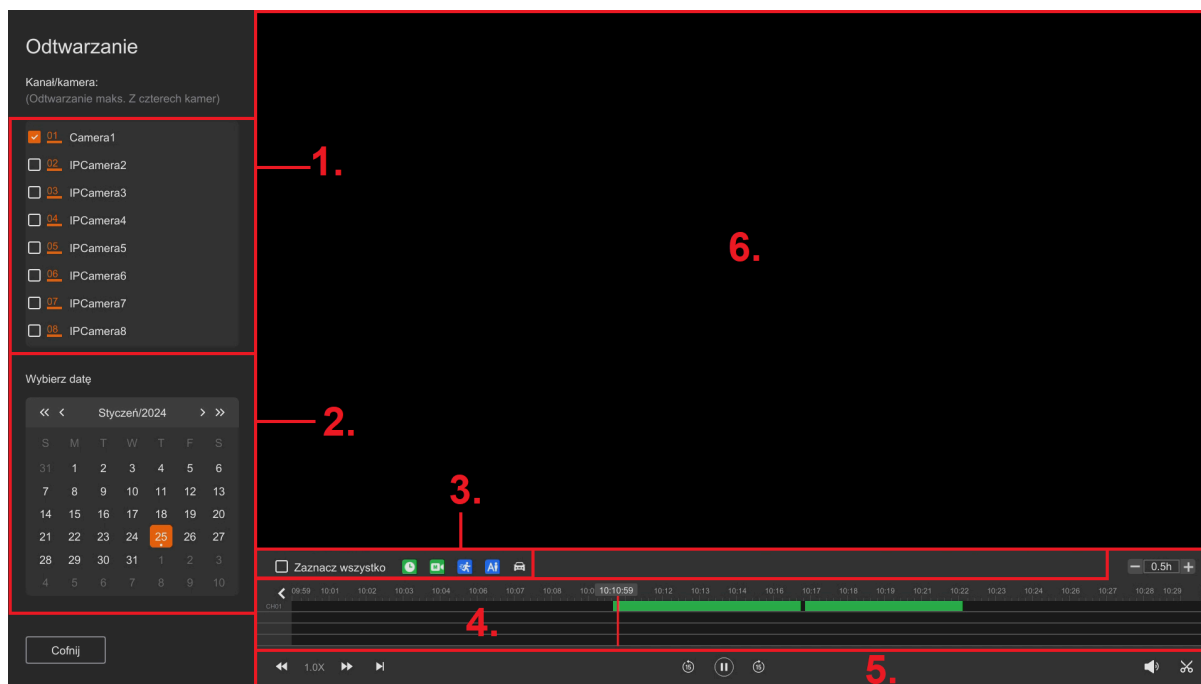 Odtwarzanie
Kanał/kamera:
(Odtwarzanie maks. Z czterech kamer)
01 Camera1
02 IPCamera2
03 IPCamera3
04 IPCamera4
05 IPCamera5
06 IPCamera6
07 IPCamera7
08 IPCamera8
1.
6.
Wybierz datę
Styczeń/2024
S M T W T F S
31 1 2 3 4 5 6
7 8 9 10 11 12 13
14 15 16 17 18 19 20
21 22 23 24 25 26 27
28 29 30 31 1 2 3
4 5 6 7 8 9 10
2.
3.
Zaznacz wszystko
0.5h
09:59 10:01 10:02 10:03 10:04 10:06 10:07 10:08 10:0 10:10:59 10:12 10:13 10:14 10:16 10:17 10:18 10:19 10:21 10:22 10:23 10:24 10:26 10:27 10:28 10:29
CH01
4.
Cofnij
1.0X
15
15
5.